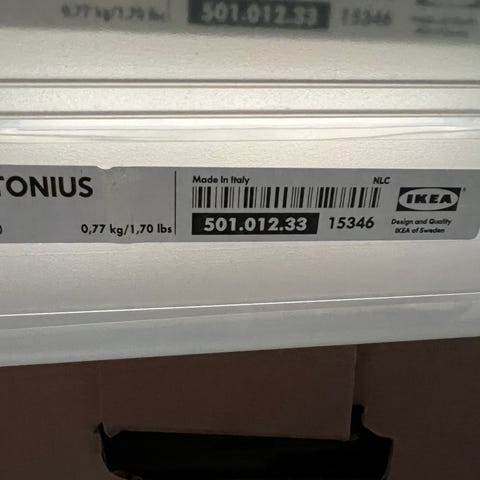 0,77 kg/1,70 lbs 501.012.33 15346
TONIUS
0,77 kg/1,70 lbs
Made in Italy NLC
501.012.33 15346
IKEA
Design and Quality
IKEA of Sweden